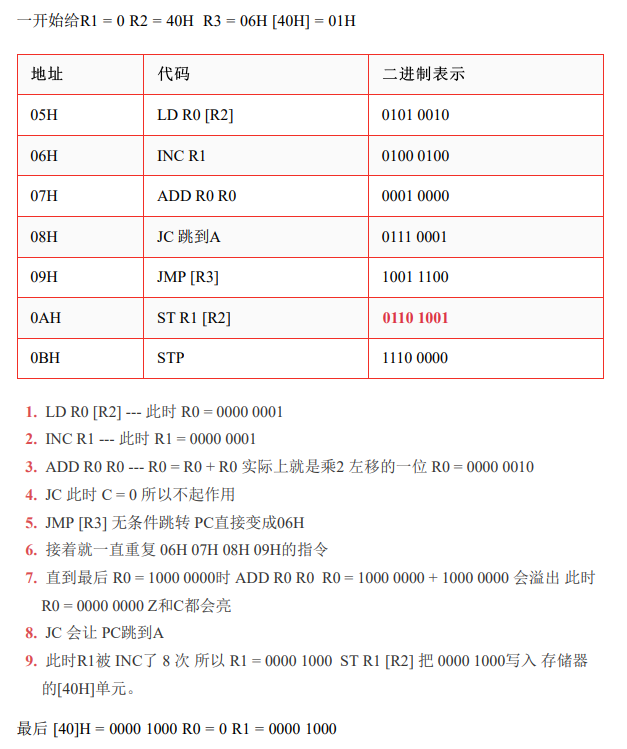 一开始给R1 = 0 R2 = 40H R3 = 06H [40H] = 01H
地址 代码 二进制表示
05H LD R0 [R2] 0101 0010
06H INC R1 0100 0100
07H ADD R0 R0 0001 0000
08H JC 跳到A 0111 0001
09H JMP [R3] 1001 1100
0AH ST R1 [R2] 0110 1001
0BH STP 1110 0000
1. LD R0 [R2] --- 此时 R0 = 0000 0001
2. INC R1 --- 此时 R1 = 0000 0001
3. ADD R0 R0 --- R0 = R0 + R0 实际上就是乘2 左移的一位 R0 = 0000 0010
4. JC 此时 C = 0 所以不起作用
5. JMP [R3] 无条件跳转 PC直接变成06H
6. 接着就一直重复 06H 07H 08H 09H的指令
7. 直到最后 R0 = 1000 0000时 ADD R0 R0 R0 = 1000 0000 + 1000 0000 会溢出 此时
R0 = 0000 0000 Z和C都会亮
8. JC 会让 PC跳到A
9. 此时R1被 INC了 8 次 所以 R1 = 0000 1000 ST R1 [R2] 把 0000 1000写入 存储器
的[40H]单元。
最后 [40]H = 0000 1000 R0 = 0 R1 = 0000 1000